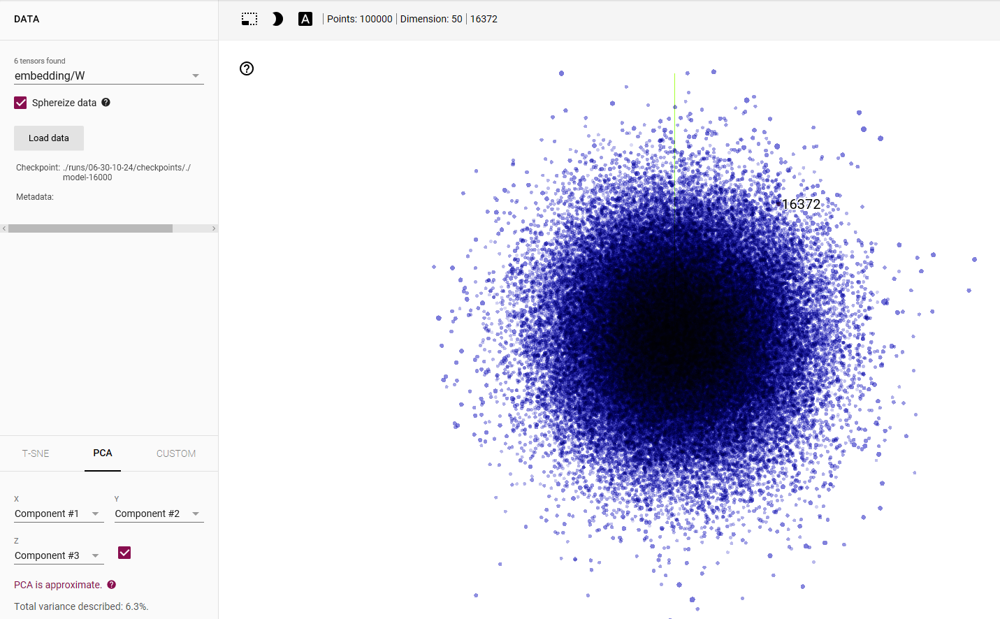 DATA
A
Points: 100000 | Dimension: 50 | 16372
6 tensors found
embedding/W
Sphereize data ?
Load data
Checkpoint: ./runs/06-30-10-24/checkpoints/./
model-16000
Metadata:
?
16372
T-SNE PCA CUSTOM
X Y
Component #1 Component #2
Z
Component #3
PCA is approximate. ?
Total variance described: 6.3%.